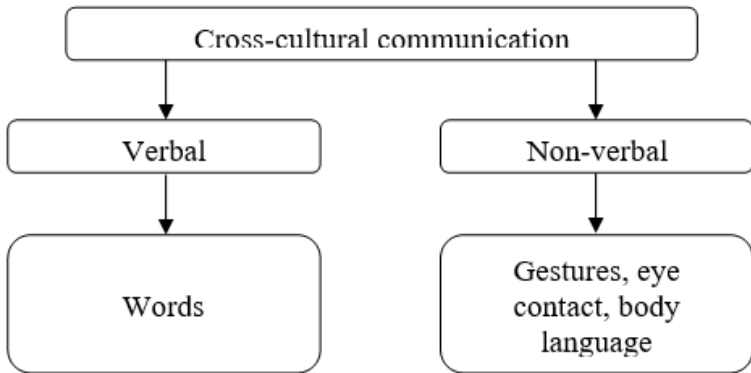 Cross-cultural communication
Verbal
Non-verbal
Words
Gestures, eye
contact, body
language